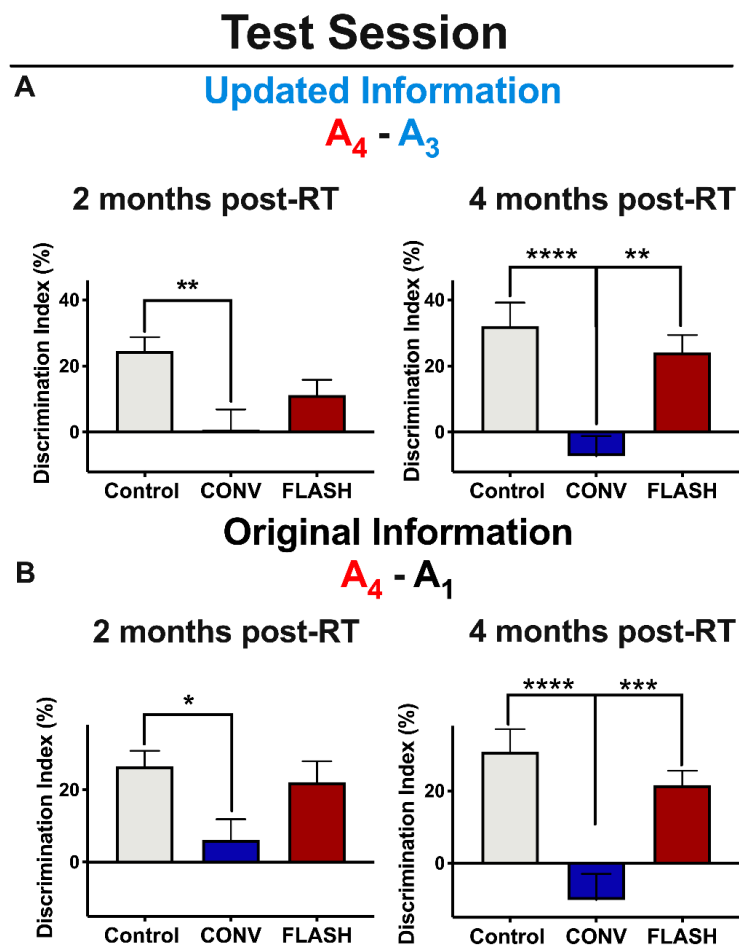 Test Session
A
Updated Information
A4 - A3
2 months post-RT
4 months post-RT
Discrimination Index (%)
40
20
0
**
Control CONV FLASH
Discrimination Index (%)
40
20
0
**** **
Control CONV FLASH
Original Information
B
A4 - A1
2 months post-RT
4 months post-RT
Discrimination Index (%)
20
0
*
Control CONV FLASH
Discrimination Index (%)
20
0
**** ***
Control CONV FLASH